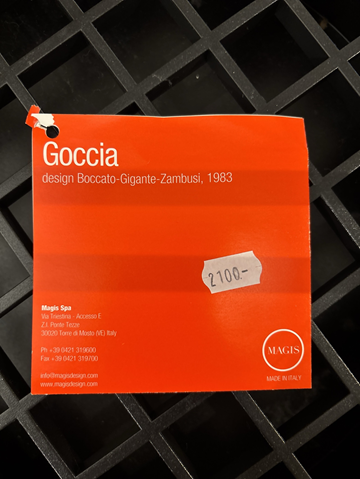 Goccia
design Boccato-Gigante-Zambusi, 1983
2100.-
Magis Spa
Via Triestina - Accesso E
Z.I. Ponte Tezze
30020 Torre di Mosto (VE) Italy
Ph +39 0421 319600
Fax +39 0421 319700
MAGIS
info@magisdesign.com
www.magisdesign.com
MADE IN ITALY